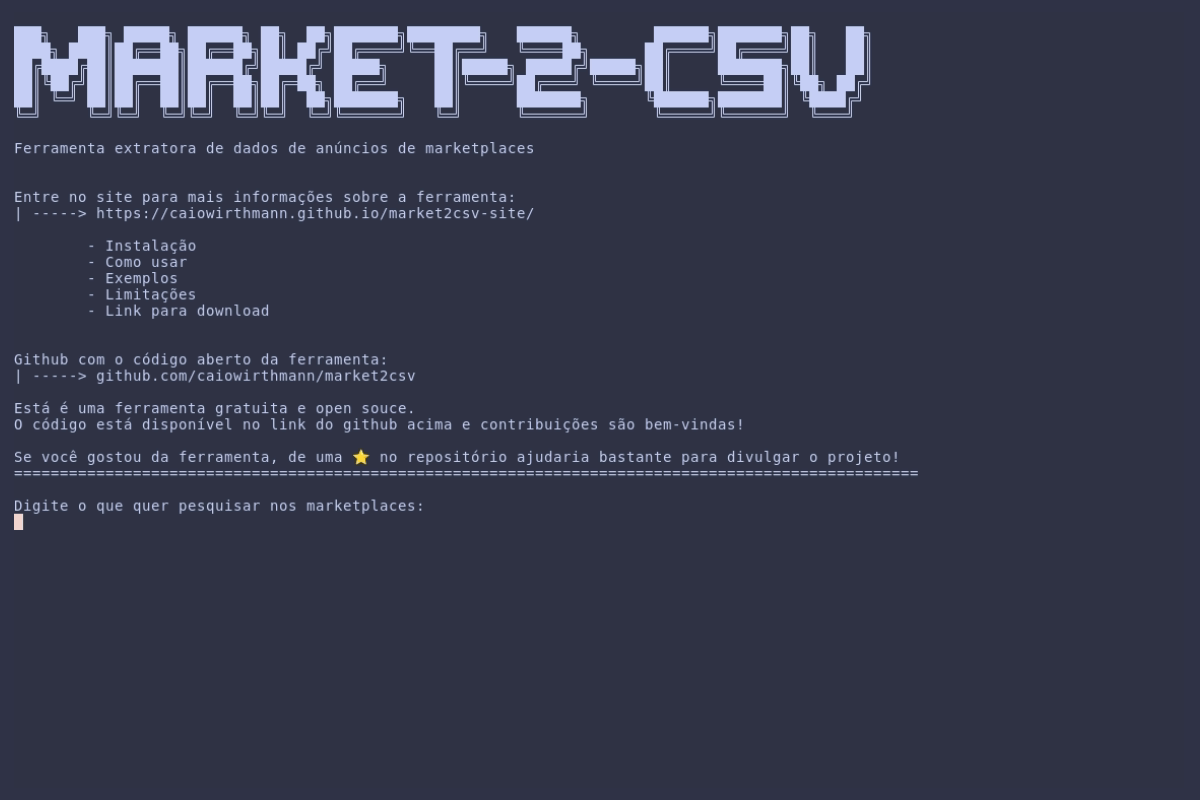 MARKET-2-CSV
Ferramenta extratora de dados de anúncios de marketplaces
Entre no site para mais informações sobre a ferramenta:
| -----> https://caiowirthmann.github.io/market2csv-site/
- Instalação
- Como usar
- Exemplos
- Limitações
- Link para download
Github com o código aberto da ferramenta:
| -----> github.com/caiowirthmann/market2csv
Está é uma ferramenta gratuita e open souce.
O código está disponível no link do github acima e contribuições são bem-vindas!
Se você gostou da ferramenta, de uma ⭐ no repositório ajudaria bastante para divulgar o projeto!
===================================================================================================
Digite o que quer pesquisar nos marketplaces: